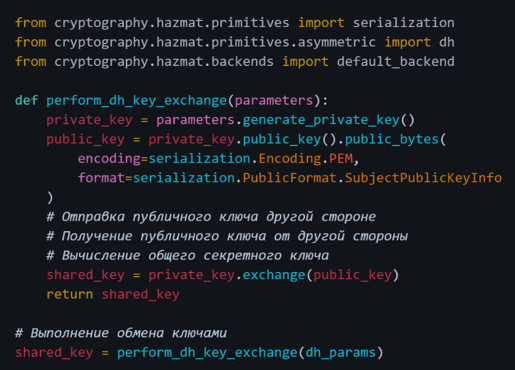 from cryptography.hazmat.primitives import serialization
from cryptography.hazmat.primitives.asymmetric import dh
from cryptography.hazmat.backends import default_backend

def perform_dh_key_exchange(parameters):
    private_key = parameters.generate_private_key()
    public_key = private_key.public_key().public_bytes(
        encoding=serialization.Encoding.PEM,
        format=serialization.PublicFormat.SubjectPublicKeyInfo
    )
    # Отправка публичного ключа другой стороне
    # Получение публичного ключа от другой стороны
    # Вычисление общего секретного ключа
    shared_key = private_key.exchange(public_key)
    return shared_key

# Выполнение обмена ключами
shared_key = perform_dh_key_exchange(dh_params)